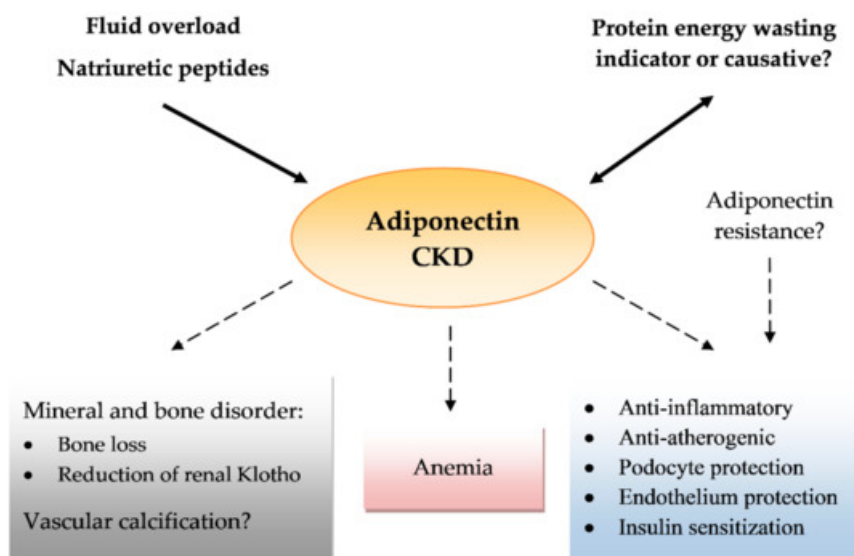 Fluid overload
Natriuretic peptides
Protein energy wasting
indicator or causative?
Adiponectin
CKD
Adiponectin
resistance?
Mineral and bone disorder:
• Bone loss
• Reduction of renal Klotho
Vascular calcification?
Anemia
• Anti-inflammatory
• Anti-atherogenic
• Podocyte protection
• Endothelium protection
• Insulin sensitization